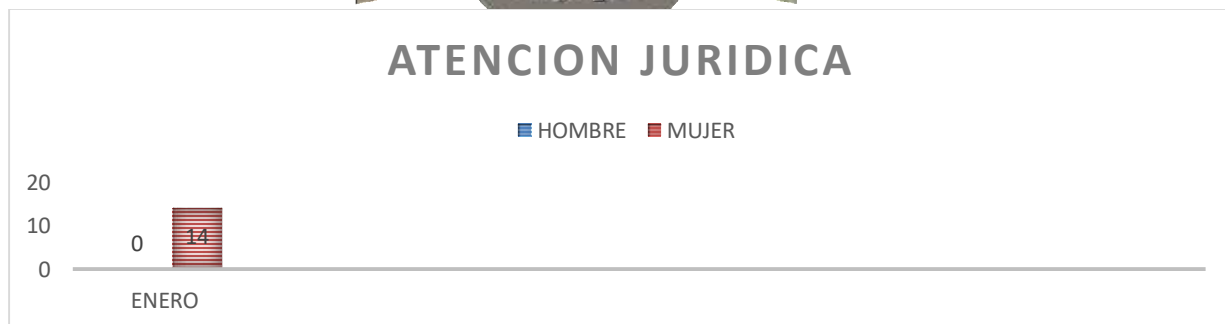 ATENCION JURIDICA
HOMBRE MUJER
20
10
0
0 14
ENERO